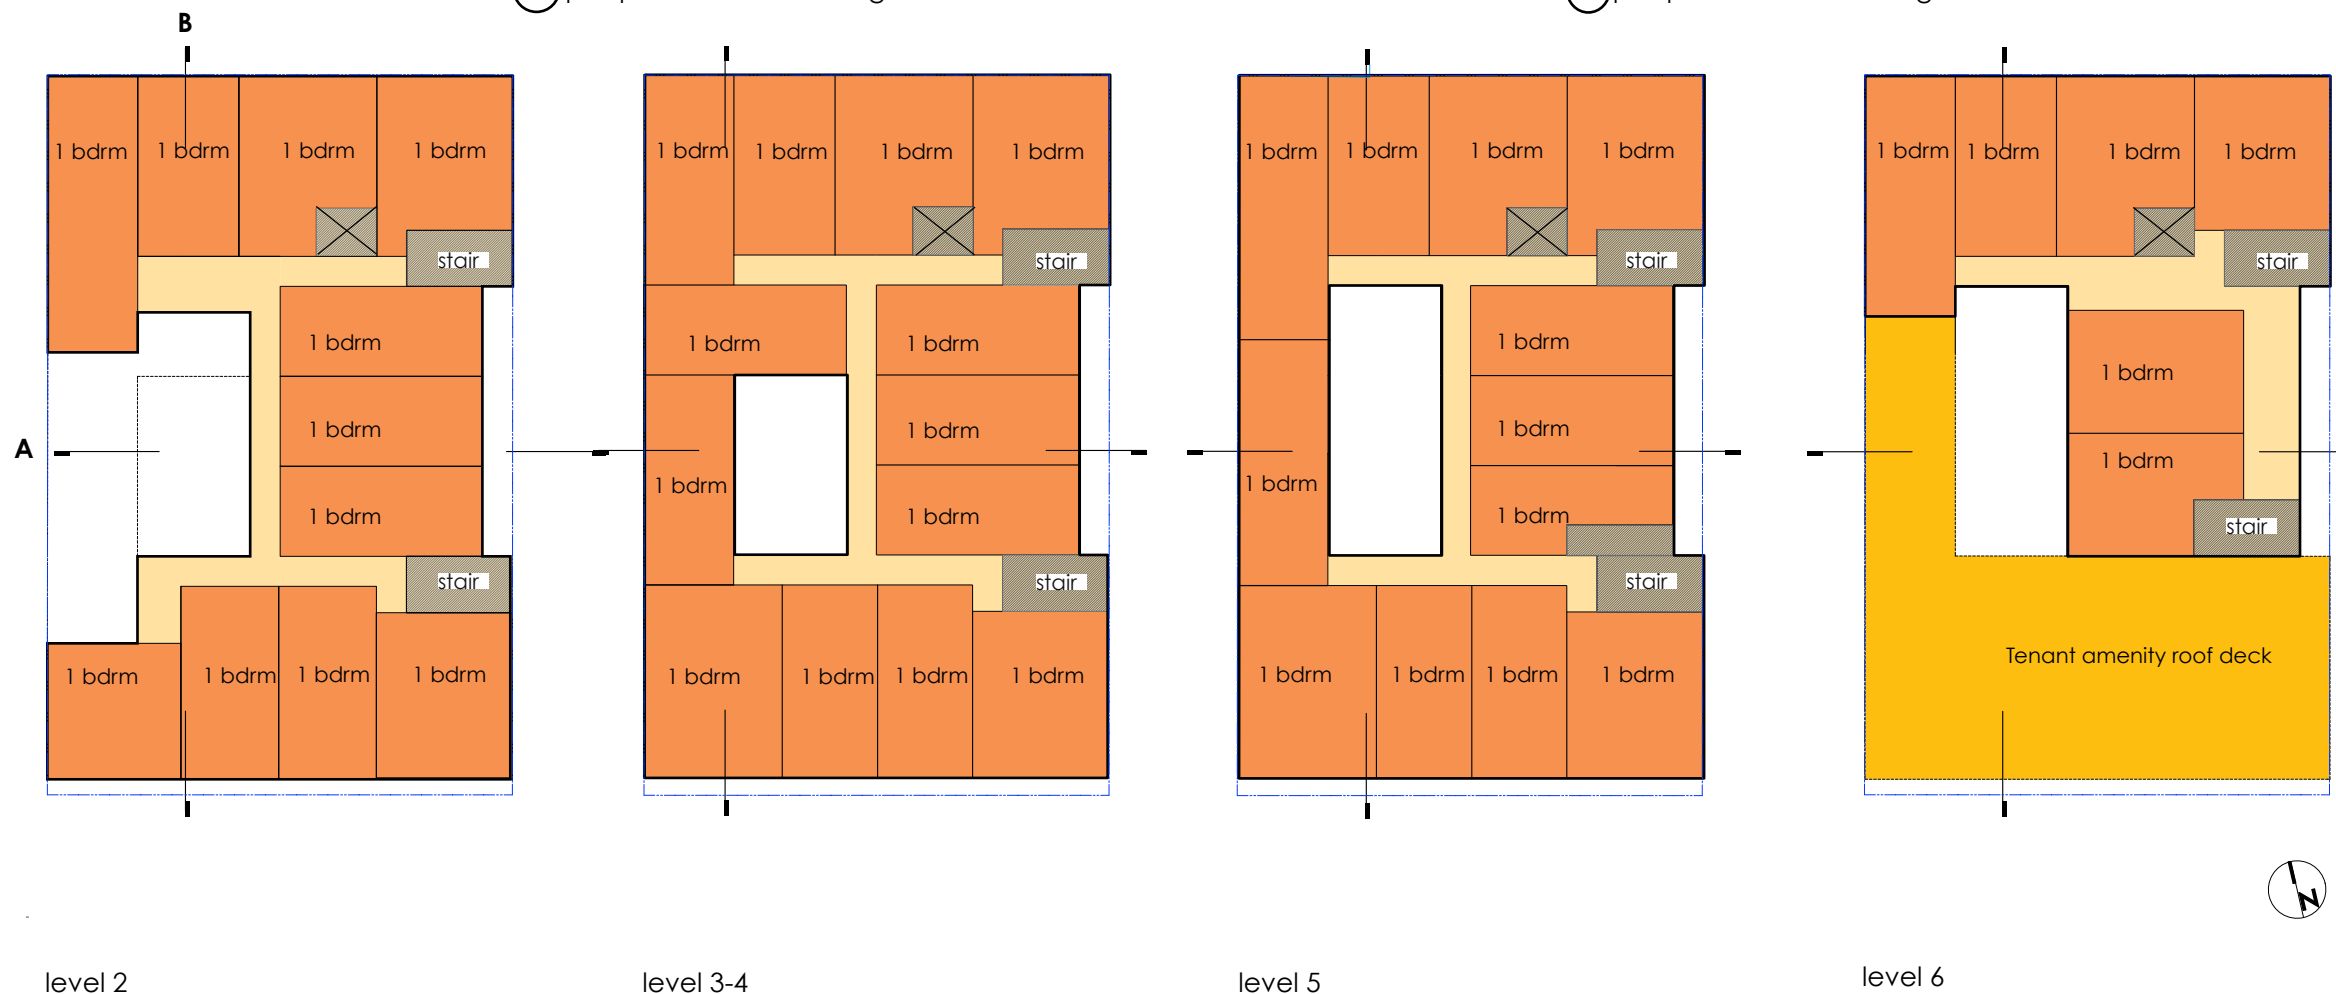 B
1 bdrm 1 bdrm 1 bdrm 1 bdrm
stair
1 bdrm
A
1 bdrm
1 bdrm
stair
1 bdrm 1 bdrm 1 bdrm 1 bdrm
level 2
1 bdrm 1 bdrm 1 bdrm 1 bdrm
stair
1 bdrm 1 bdrm
1 bdrm
1 bdrm
1 bdrm
stair
1 bdrm 1 bdrm 1 bdrm 1 bdrm
level 3-4
1 bdrm 1 bdrm 1 bdrm 1 bdrm
stair
1 bdrm
1 bdrm
1 bdrm
1 bdrm
stair
1 bdrm 1 bdrm 1 bdrm 1 bdrm
level 5
1 bdrm 1 bdrm 1 bdrm 1 bdrm
stair
1 bdrm
1 bdrm
stair
Tenant amenity roof deck
N
level 6